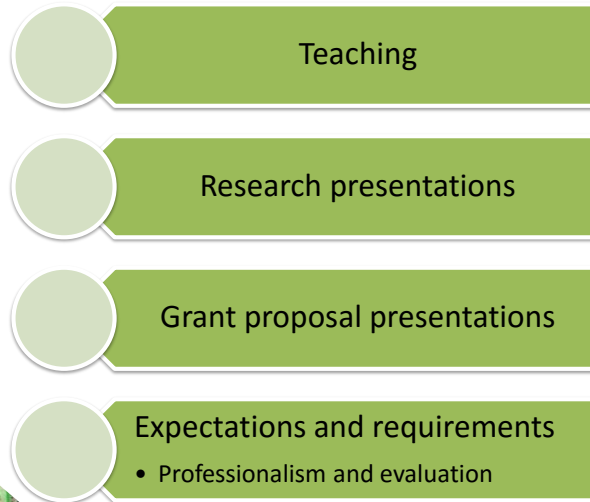 Teaching
Research presentations
Grant proposal presentations
Expectations and requirements
• Professionalism and evaluation